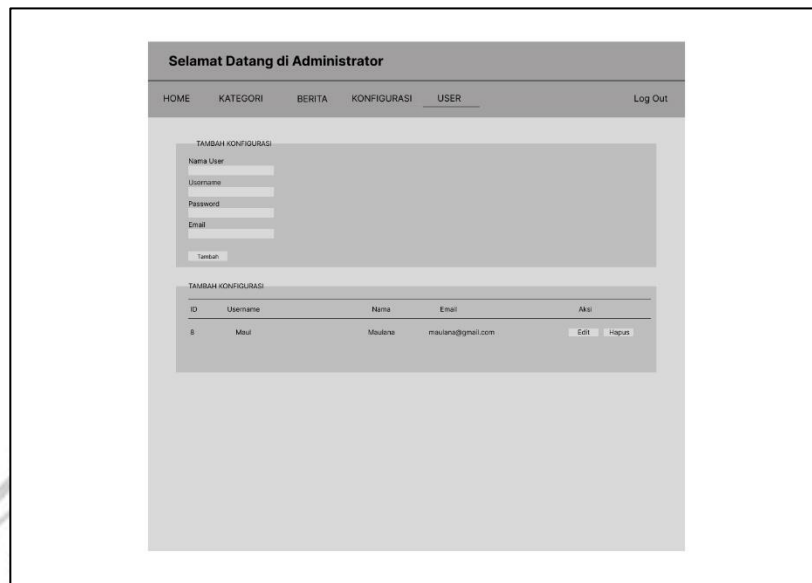 Selamat Datang di Administrator
HOME KATEGORI BERITA KONFIGURASI USER Log Out
TAMBAH KONFIGURASI
Nama User
Username
Password
Email
Tambah
TAMBAH KONFIGURASI
ID Username Nama Email Aksi
8 Maul Maulana maulana@gmail.com Edit Hapus